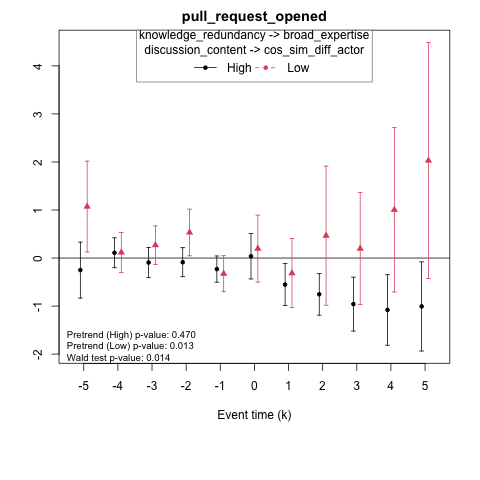 pull_request_opened
knowledge_redundancy -> broad_expertise
discussion_content -> cos_sim_diff_actor
High Low
4
3
2
1
0
-1
-2
Pretrend (High) p-value: 0.470
Pretrend (Low) p-value: 0.013
Wald test p-value: 0.014
-5 -4 -3 -2 -1 0 1 2 3 4 5
Event time (k)